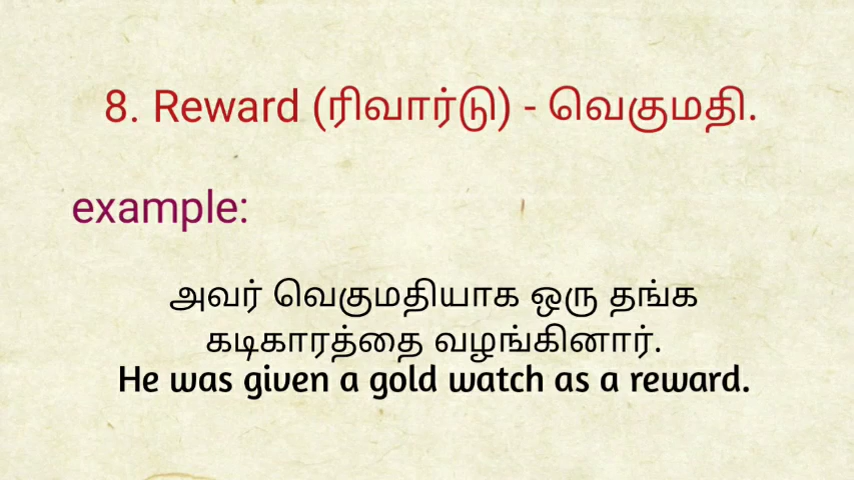 8. Reward (ரிவார்டு) - வெகுமதி.
example:
அவர் வெகுமதியாக ஒரு தங்க
கடிகாரத்தை வழங்கினார்.
He was given a gold watch as a reward.